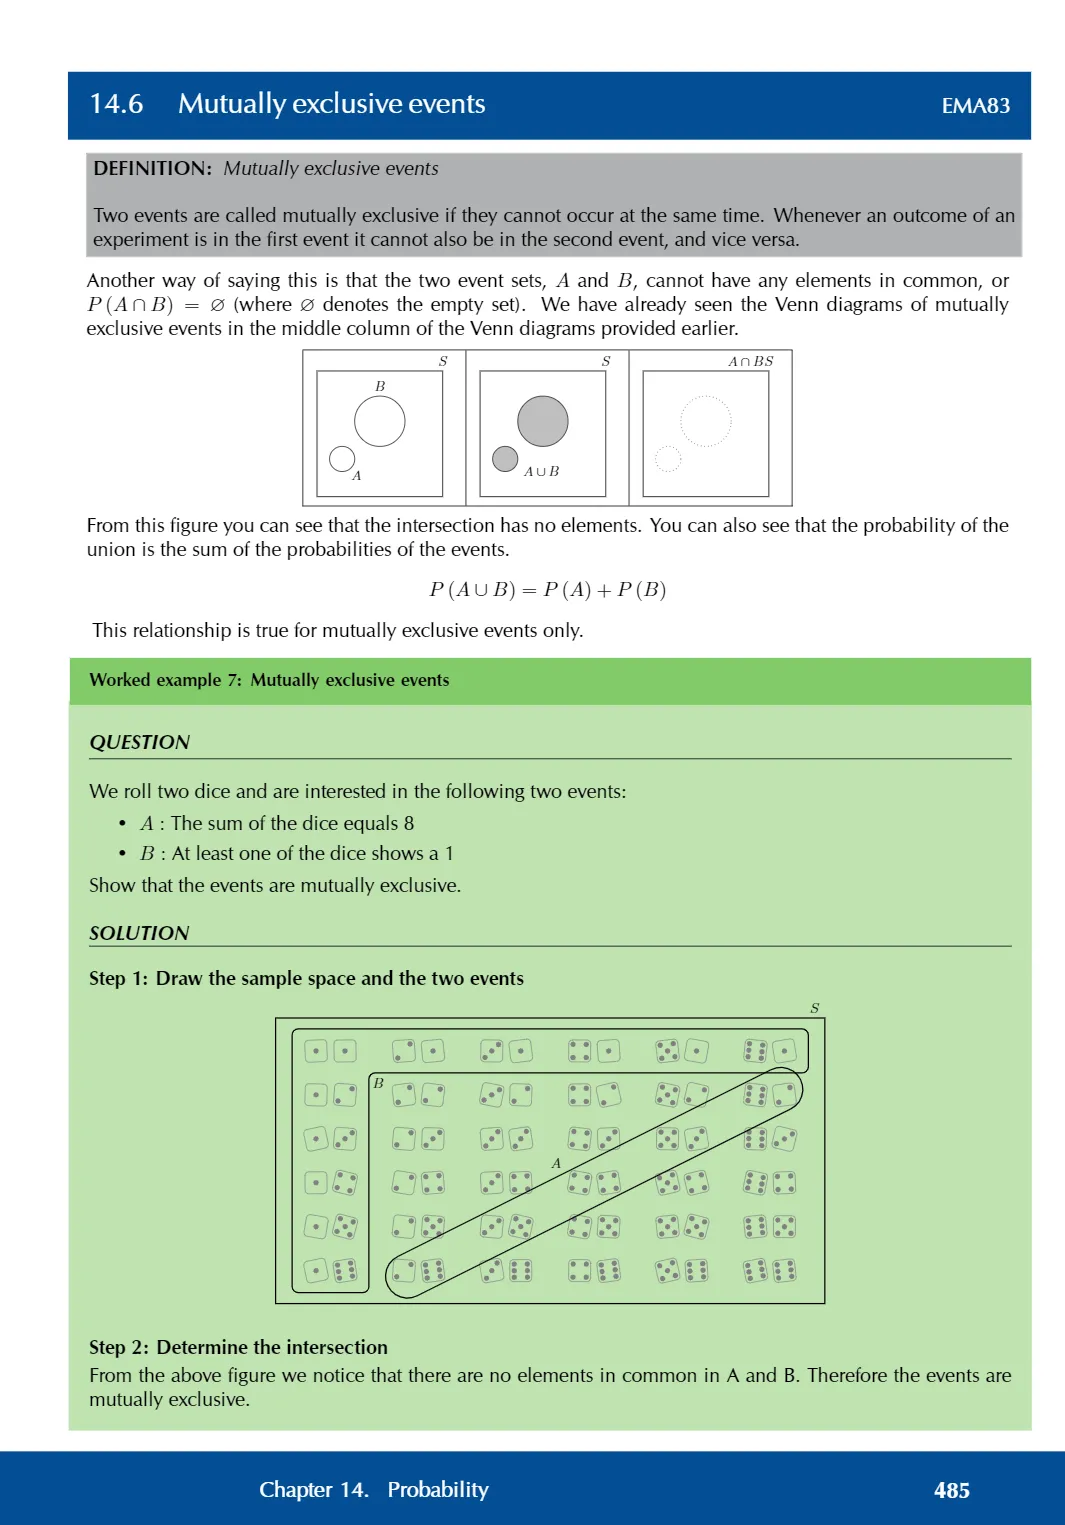 14.6 Mutually exclusive events EMA83
DEFINITION: Mutually exclusive events
Two events are called mutually exclusive if they cannot occur at the same time. Whenever an outcome of an
experiment is in the first event it cannot also be in the second event, and vice versa.
Another way of saying this is that the two event sets, A and B, cannot have any elements in common, or
P (A ∩ B) = ∅ (where ∅ denotes the empty set). We have already seen the Venn diagrams of mutually
exclusive events in the middle column of the Venn diagrams provided earlier.
S S A ∩ BS
B
A
A ∪ B
From this figure you can see that the intersection has no elements. You can also see that the probability of the
union is the sum of the probabilities of the events.
P (A ∪ B) = P (A) + P (B)
This relationship is true for mutually exclusive events only.
Worked example 7: Mutually exclusive events
QUESTION
We roll two dice and are interested in the following two events:
• A : The sum of the dice equals 8
• B : At least one of the dice shows a 1
Show that the events are mutually exclusive.
SOLUTION
Step 1: Draw the sample space and the two events
S
B
A
Step 2: Determine the intersection
From the above figure we notice that there are no elements in common in A and B. Therefore the events are
mutually exclusive.
Chapter 14. Probability 485